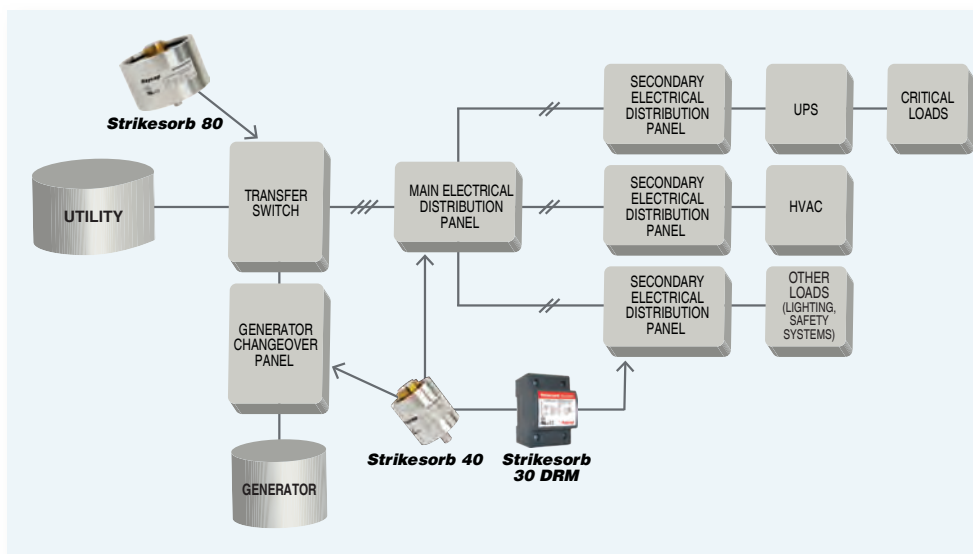 Raycap
Strikesorb 80
UTILITY
TRANSFER
SWITCH
MAIN ELECTRICAL
DISTRIBUTION
PANEL
SECONDARY
ELECTRICAL
DISTRIBUTION
PANEL
UPS
CRITICAL
LOADS
SECONDARY
ELECTRICAL
DISTRIBUTION
PANEL
HVAC
SECONDARY
ELECTRICAL
DISTRIBUTION
PANEL
OTHER
LOADS
(LIGHTING,
SAFETY
SYSTEMS)
GENERATOR
CHANGEOVER
PANEL
GENERATOR
Strikesorb 40
Strikesorb
30 DRM